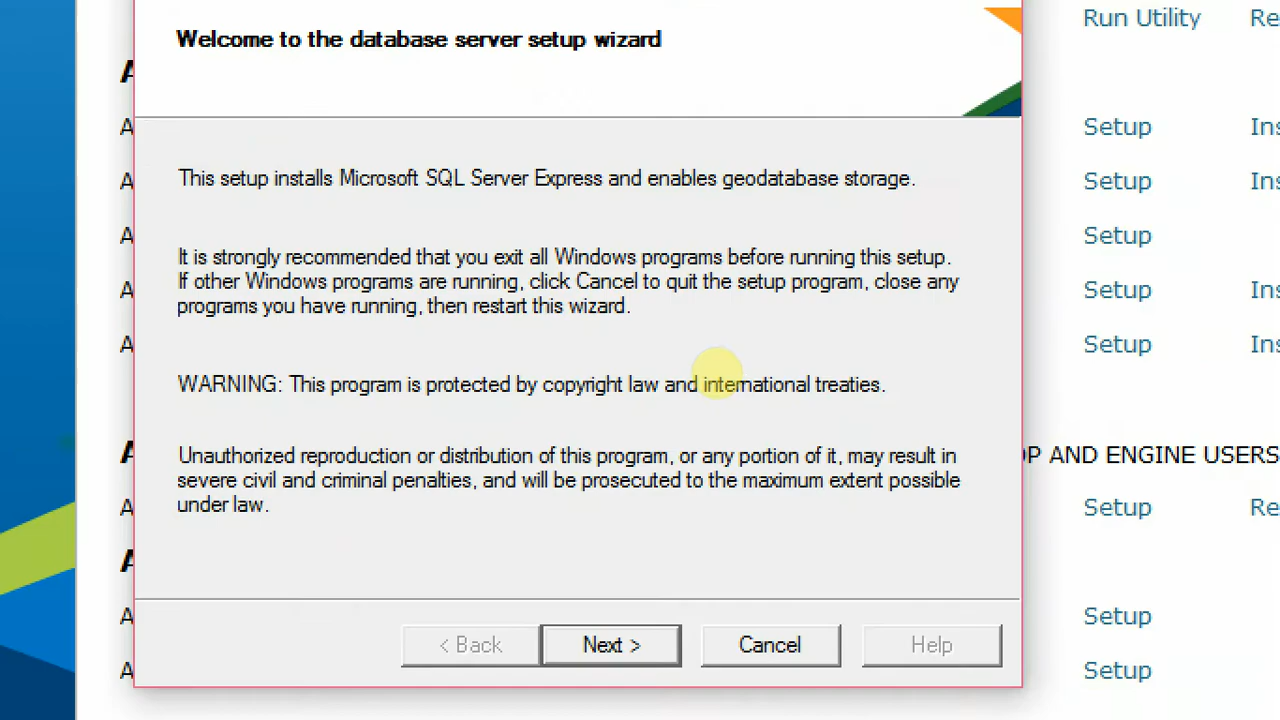 Run Utility
Welcome to the database server setup wizard
Setup
This setup installs Microsoft SQL Server Express and enables geodatabase storage.
Setup
Setup
It is strongly recommended that you exit all Windows programs before running this setup.
If other Windows programs are running, click Cancel to quit the setup program, close any
programs you have running, then restart this wizard.
Setup
Setup
WARNING: This program is protected by copyright law and international treaties.
Unauthorized reproduction or distribution of this program, or any portion of it, may result in
severe civil and criminal penalties, and will be prosecuted to the maximum extent possible
under law.
AND ENGINE USERS
Setup
Setup
< Back Next > Cancel Help
Setup